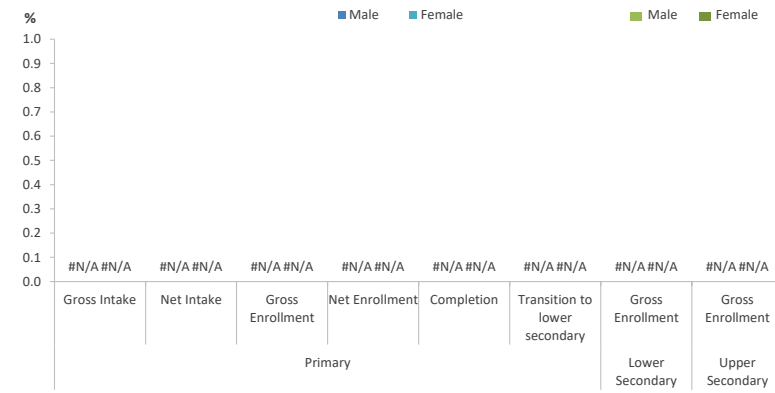 %
Male Female Male Female
1.0
0.9
0.8
0.7
0.6
0.5
0.4
0.3
0.2
0.1
0.0
#N/A #N/A #N/A #N/A #N/A #N/A #N/A #N/A #N/A #N/A #N/A #N/A #N/A #N/A #N/A #N/A
Gross Intake
Net Intake
Gross
Enrollment
Net Enrollment
Completion
Transition to
lower
secondary
Gross
Enrollment
Gross
Enrollment
Primary
Lower
Secondary
Upper
Secondary